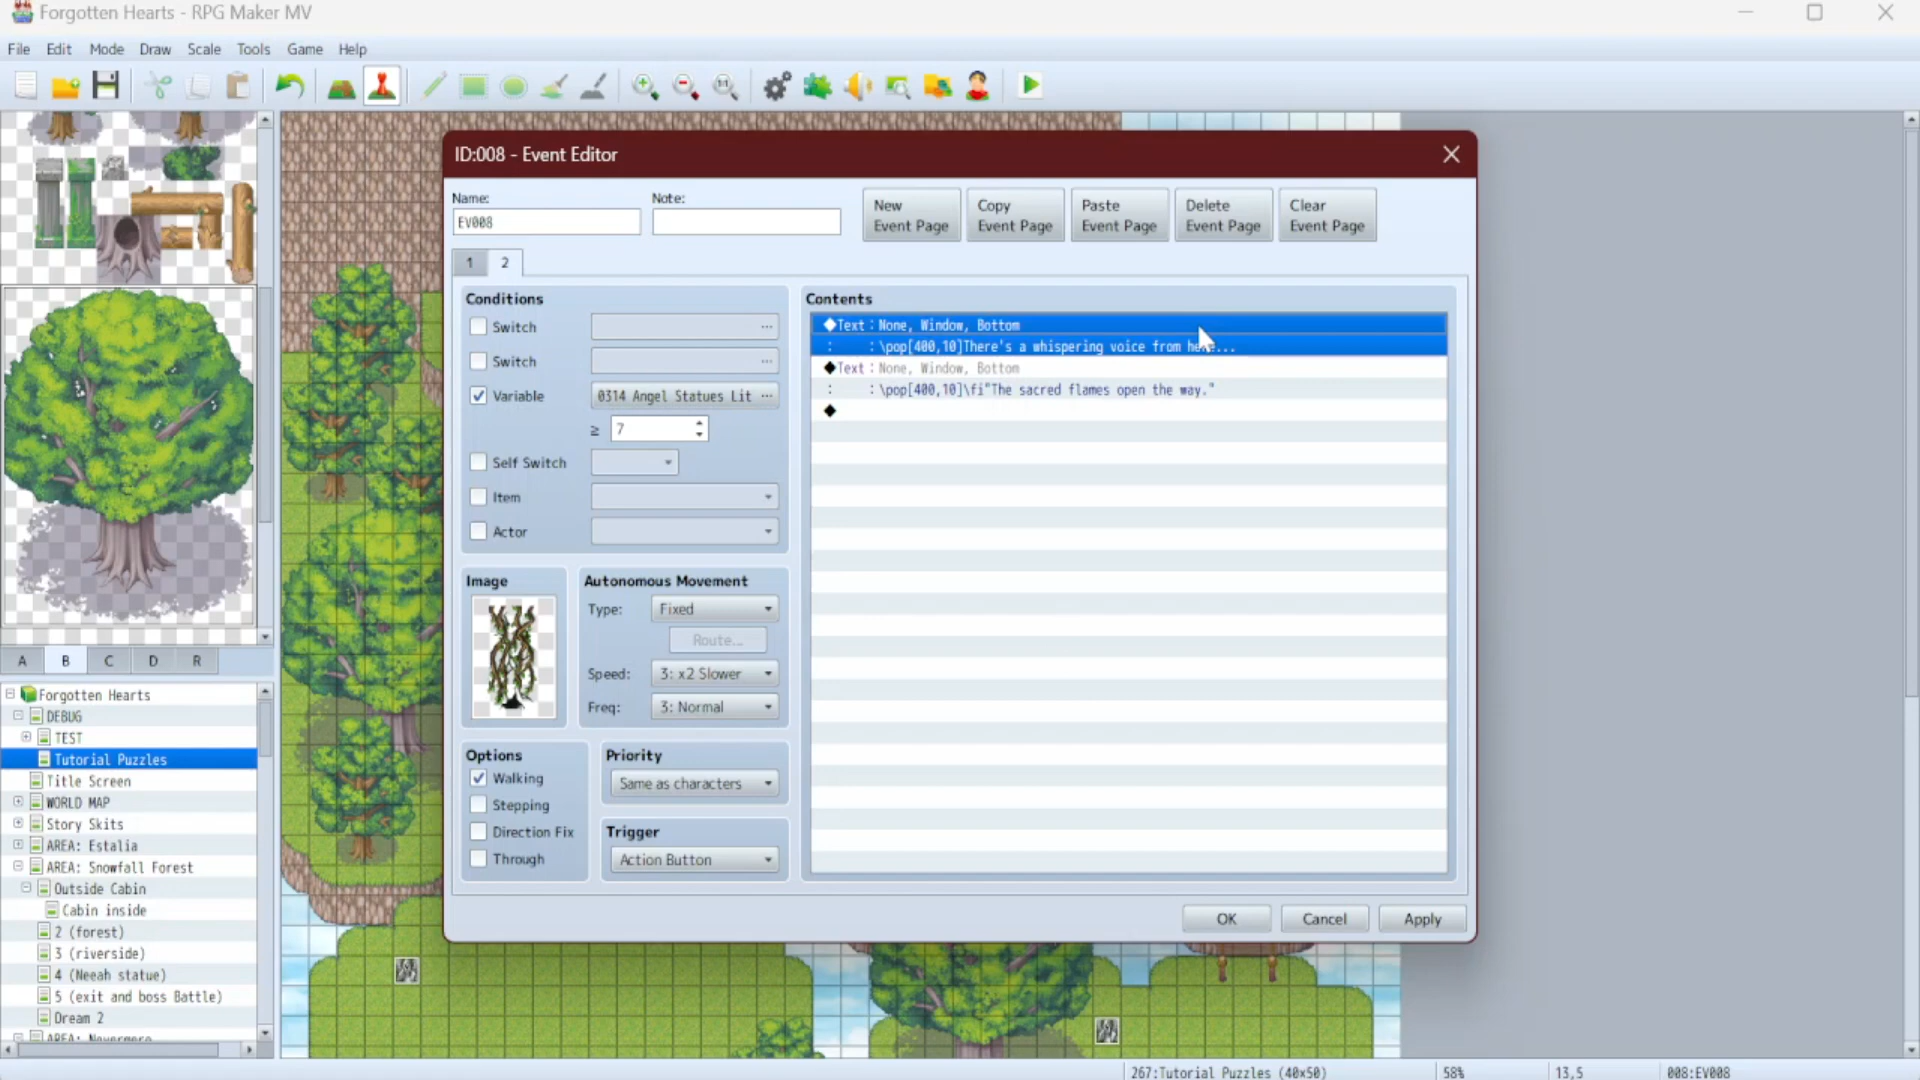 Forgotten Hearts - RPG Maker MV
File Edit Mode Draw Scale Tools Game Help
ID:008 - Event Editor
Name: Note:
EV008
New Event Page
Copy Event Page
Paste Event Page
Delete Event Page
Clear Event Page
1 2
Conditions
Switch ...
Switch ...
Variable 0314 Angel Statues Lit ...
≥ 7
Self Switch
Item
Actor
Image
Autonomous Movement
Type: Fixed
Route...
Speed: 3: x2 Slower
Freq: 3: Normal
Options
Walking
Stepping
Direction Fix
Through
Priority
Same as characters
Trigger
Action Button
Contents
◆Text : None, Window, Bottom
: : \pop[400,10]There's a whispering voice from ...
◆Text : None, Window, Bottom
: : \pop[400,10]\fi"The sacred flames open the way."
◆
OK Cancel Apply
A B C D R
Forgotten Hearts
DEBUG
TEST
Tutorial Puzzles
Title Screen
WORLD MAP
Story Skits
AREA: Estalia
AREA: Snowfall Forest
Outside Cabin
Cabin inside
2 (forest)
3 (riverside)
4 (Neeah statue)
5 (exit and boss Battle)
Dream 2
267:Tutorial Puzzles (40x50) 58% 13,5 008:EV008